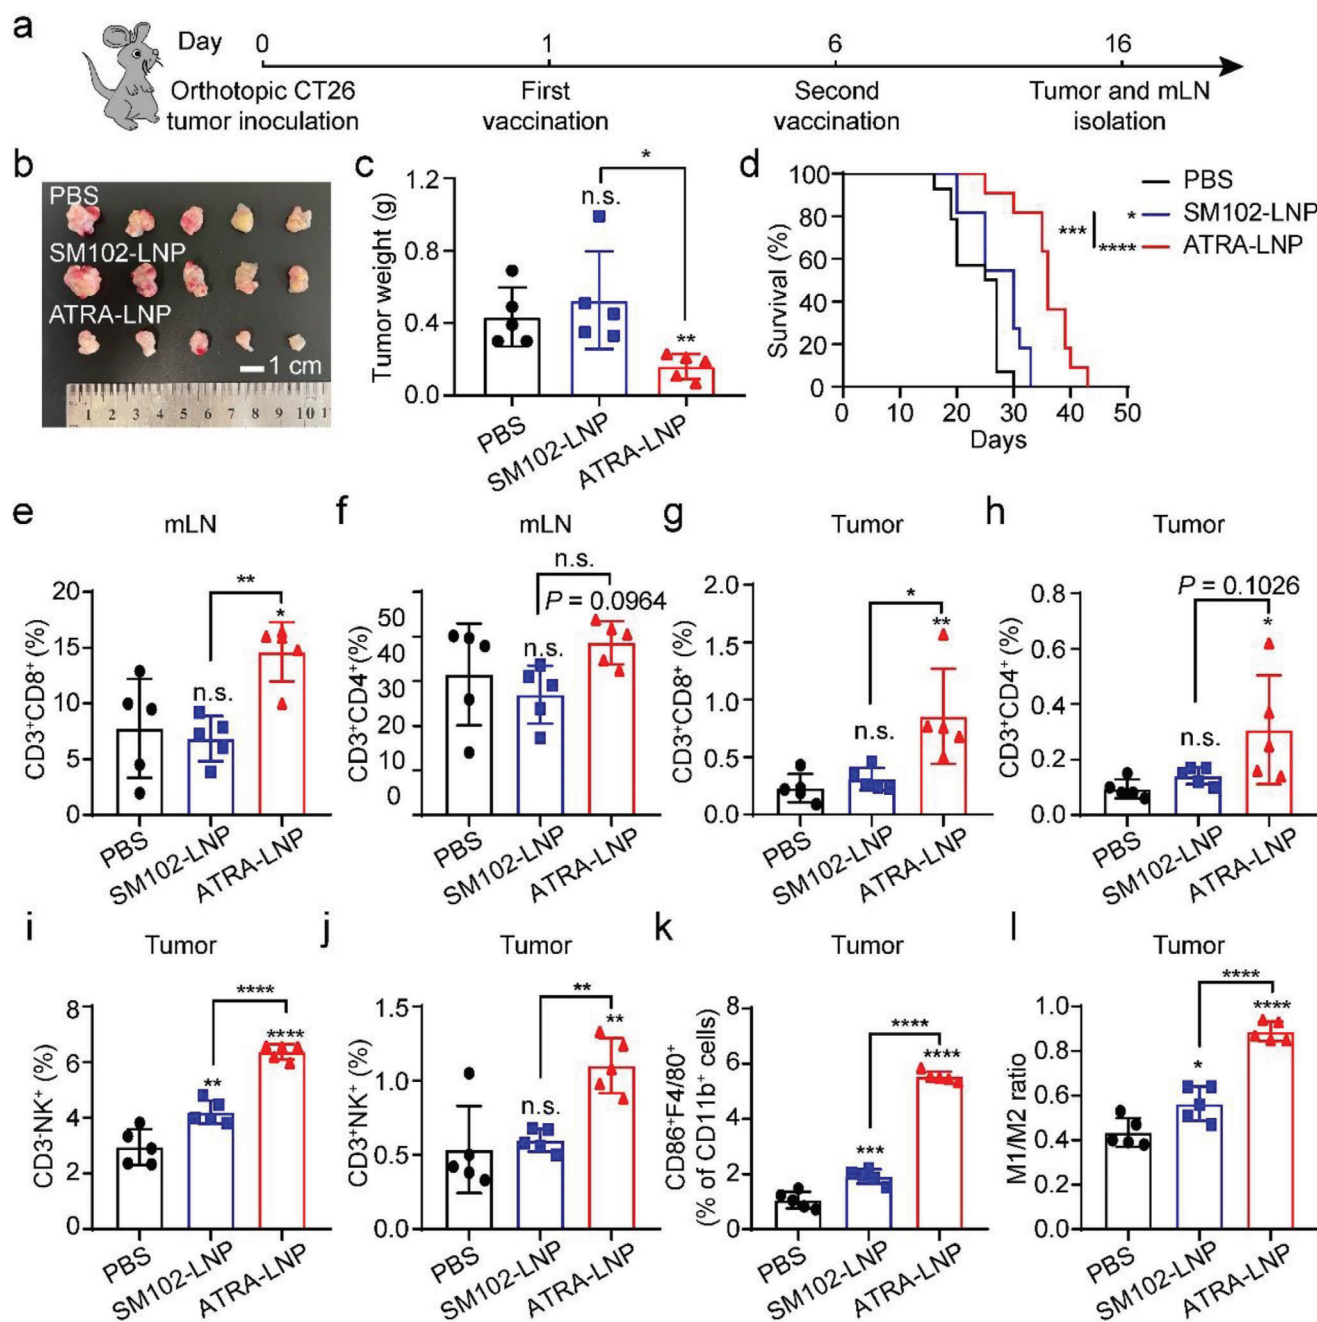 a
Day 0 1 6 16
Orthotopic CT26 tumor inoculation
First vaccination
Second vaccination
Tumor and mLN isolation
b
PBS
SM102-LNP
ATRA-LNP
1 cm
1 2 3 4 5 6 7 8 9 10 1
c
Tumor weight (g)
1.2
0.8
0.4
0.0
n.s.
*
**
PBS
SM102-LNP
ATRA-LNP
d
Survival (%)
100
80
60
40
20
0
0 10 20 30 40 50
Days
PBS
SM102-LNP
ATRA-LNP
***
*
****
e
mLN
CD3⁺CD8⁺ (%)
20
15
10
5
0
n.s.
**
*
PBS
SM102-LNP
ATRA-LNP
f
mLN
CD3⁺CD4⁺(%)
50
40
30
20
10
0
n.s.
n.s.
P = 0.0964
PBS
SM102-LNP
ATRA-LNP
g
Tumor
CD3⁺CD8⁺ (%)
2.0
1.5
1.0
0.5
0.0
n.s.
*
**
PBS
SM102-LNP
ATRA-LNP
h
Tumor
CD3⁺CD4⁺ (%)
0.8
0.6
0.4
0.2
0.0
n.s.
P = 0.1026
*
PBS
SM102-LNP
ATRA-LNP
i
Tumor
CD3⁻NK⁺ (%)
8
6
4
2
0
**
****
****
PBS
SM102-LNP
ATRA-LNP
j
Tumor
CD3⁺NK⁺ (%)
1.5
1.0
0.5
0.0
n.s.
**
**
PBS
SM102-LNP
ATRA-LNP
k
Tumor
CD86⁺F4/80⁺
(% of CD11b⁺ cells)
8
6
4
2
0
***
****
****
PBS
SM102-LNP
ATRA-LNP
l
Tumor
M1/M2 ratio
1.0
0.8
0.6
0.4
0.2
0.0
*
****
****
PBS
SM102-LNP
ATRA-LNP